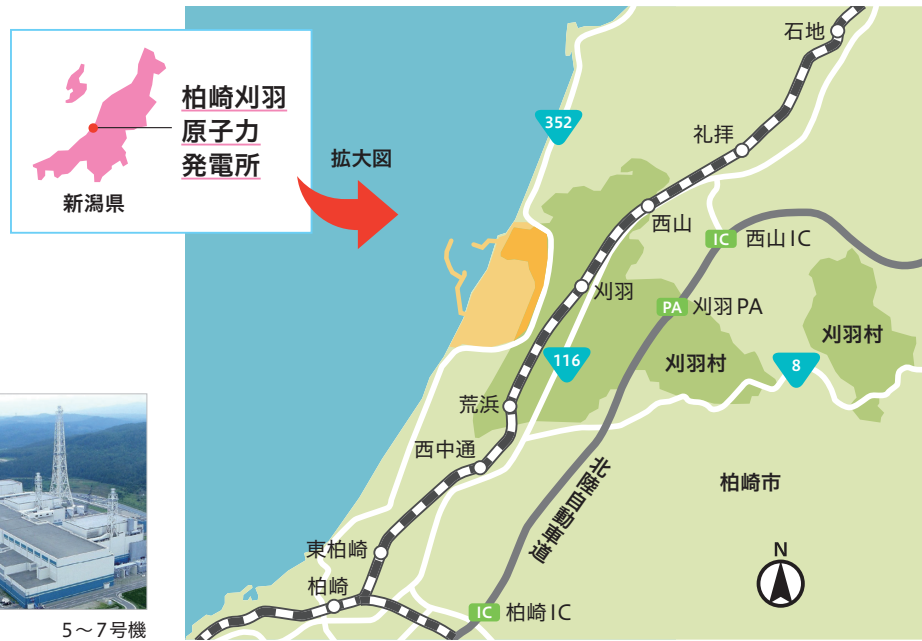 柏崎刈羽
原子力
発電所
新潟県
拡大図
石地
352
礼拝
西山
IC 西山IC
刈羽
PA 刈羽PA
刈羽村
116
刈羽村
8
荒浜
西中通
北陸自動車道
柏崎市
東柏崎
柏崎
IC 柏崎IC
N
5～7号機